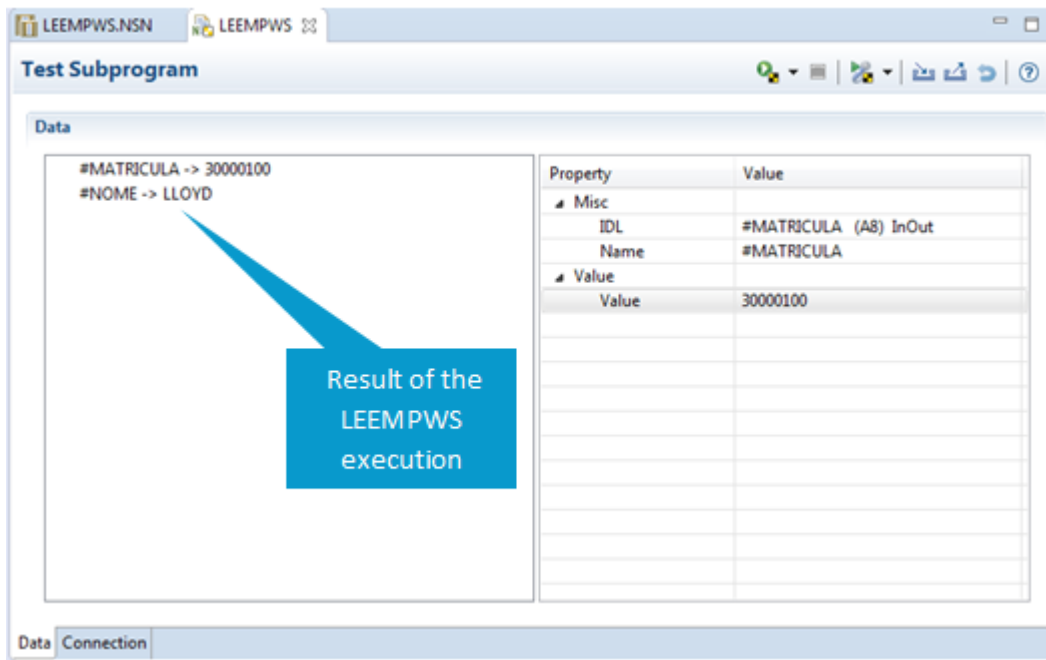 LEEMPWS.NSN LEEMPWS
Test Subprogram
Data
#MATRICULA -> 30000100
#NOME -> LLOYD
Property Value
Misc
IDL #MATRICULA (A8) InOut
Name #MATRICULA
Value
Value 30000100
Result of the
LEEMPWS
execution
Data Connection